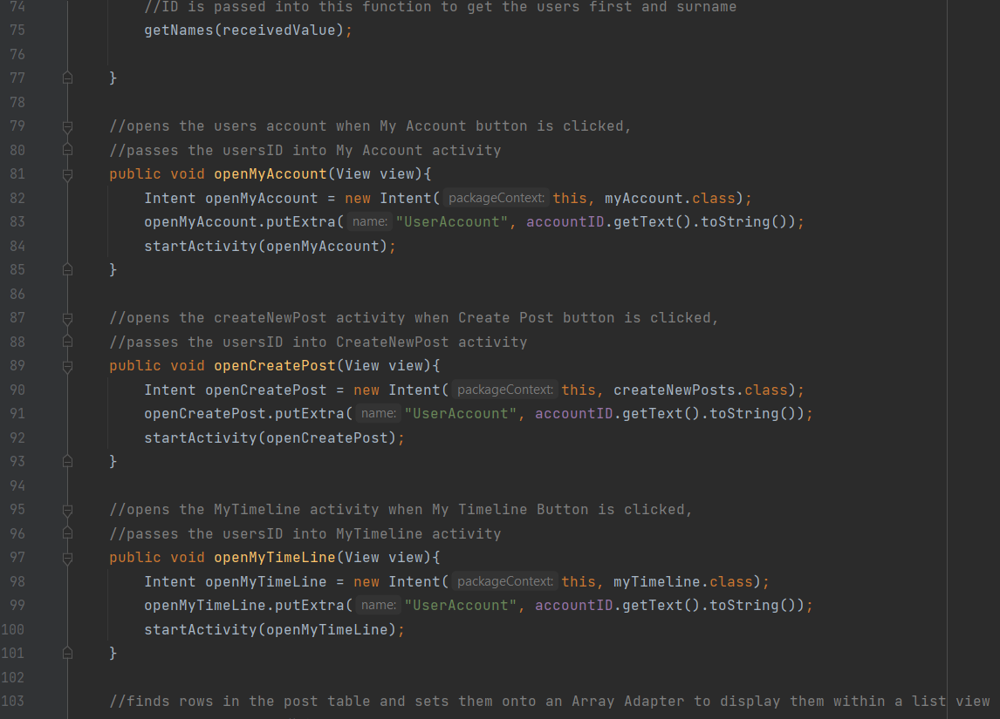 74 //ID is passed into this function to get the users first and surname
75 getNames(receivedValue);
76
77 }
78
79 //opens the users account when My Account button is clicked,
80 //passes the usersID into My Account activity
81 public void openMyAccount(View view){
82 Intent openMyAccount = new Intent( packageContext: this, myAccount.class);
83 openMyAccount.putExtra( name: "UserAccount", accountID.getText().toString());
84 startActivity(openMyAccount);
85 }
86
87 //opens the createNewPost activity when Create Post button is clicked,
88 //passes the usersID into CreateNewPost activity
89 public void openCreatePost(View view){
90 Intent openCreatePost = new Intent( packageContext: this, createNewPosts.class);
91 openCreatePost.putExtra( name: "UserAccount", accountID.getText().toString());
92 startActivity(openCreatePost);
93 }
94
95 //opens the MyTimeline activity when My Timeline Button is clicked,
96 //passes the usersID into MyTimeline activity
97 public void openMyTimeLine(View view){
98 Intent openMyTimeLine = new Intent( packageContext: this, myTimeline.class);
99 openMyTimeLine.putExtra( name: "UserAccount", accountID.getText().toString());
100 startActivity(openMyTimeLine);
101 }
102
103 //finds rows in the post table and sets them onto an Array Adapter to display them within a list view